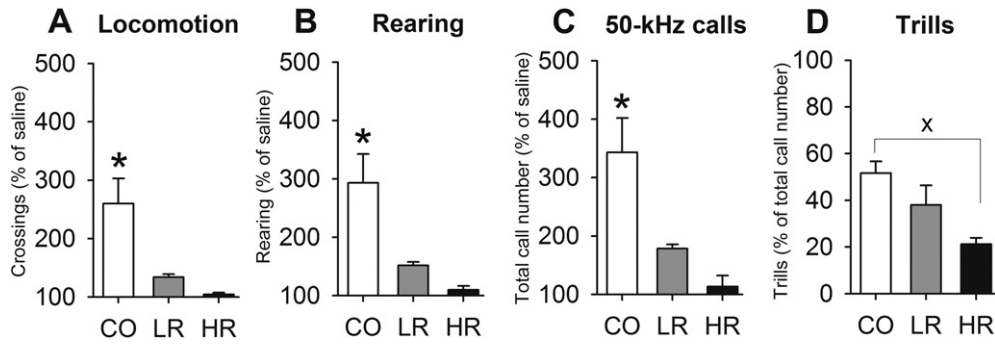 A Locomotion
Crossings (% of saline)
500
400
300
200
100
*
CO LR HR
B Rearing
Rearing (% of saline)
500
400
300
200
100
*
CO LR HR
C 50-kHz calls
Total call number (% of saline)
500
400
300
200
100
*
CO LR HR
D Trills
Trills (% of total call number)
100
80
60
40
20
0
X
CO LR HR